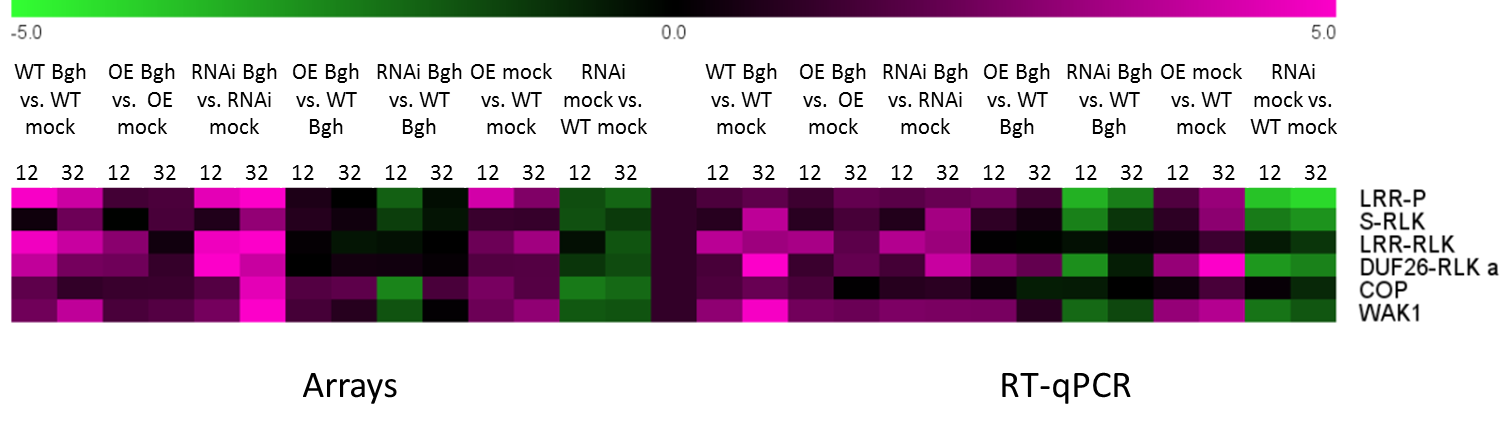 -5.0 0.0 5.0
WT Bgh OE Bgh RNAi Bgh OE Bgh RNAi Bgh OE mock RNAi WT Bgh OE Bgh RNAi Bgh OE Bgh RNAi Bgh OE mock RNAi
vs. WT vs. OE vs. RNAi vs. WT vs. WT vs. WT mock vs. vs. WT vs. OE vs. RNAi vs. WT vs. WT vs. WT mock vs.
mock mock mock Bgh Bgh mock WT mock mock mock mock Bgh Bgh mock WT mock
12 32 12 32 12 32 12 32 12 32 12 32 12 32 12 32 12 32 12 32 12 32 12 32 12 32 12 32
LRR-P
S-RLK
LRR-RLK
DUF26-RLK a
COP
WAK1
Arrays RT-qPCR